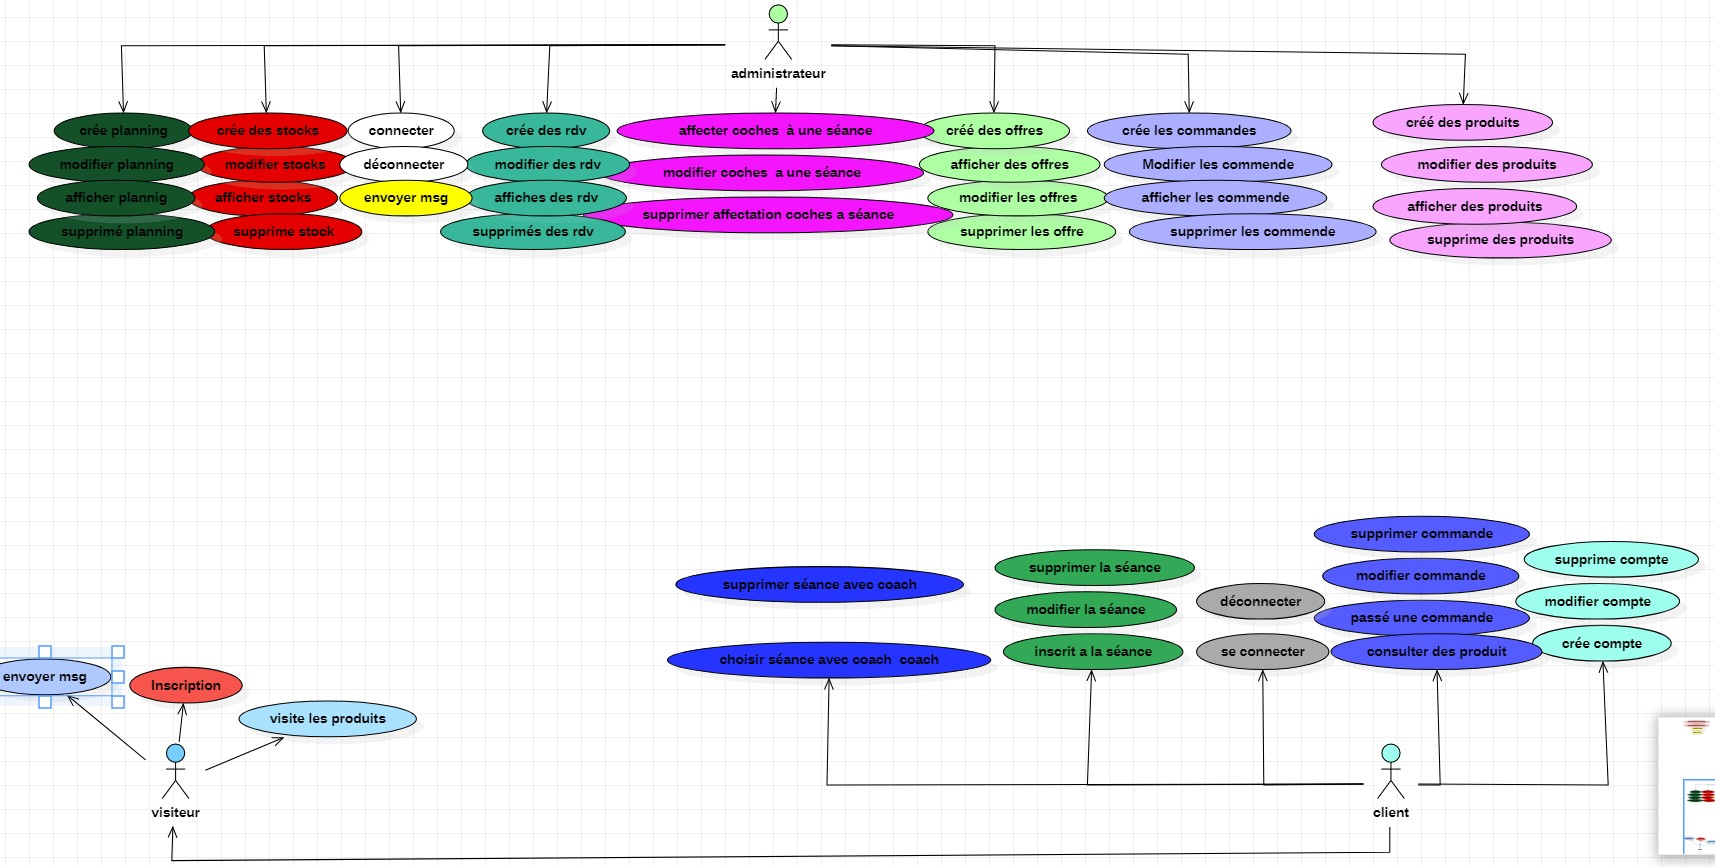 administrateur
crée planning
modifier planning
afficher plannig
supprimé planning
crée des stocks
modifier stocks
afficher stocks
supprime stock
connecter
déconnecter
envoyer msg
crée des rdv
modifier des rdv
affiches des rdv
supprimés des rdv
affecter coches à une séance
modifier coches a une séance
supprimer affectation coches a séance
créé des offres
afficher des offres
modifier les offres
supprimer les offre
crée les commandes
Modifier les commende
afficher les commende
supprimer les commende
créé des produits
modifier des produits
afficher des produits
supprime des produits
envoyer msg
Inscription
visite les produits
visiteur
supprimer séance avec coach
choisir séance avec coach coach
supprimer la séance
modifier la séance
inscrit a la séance
déconnecter
se connecter
supprimer commande
modifier commande
passé une commande
consulter des produit
supprime compte
modifier compte
crée compte
client